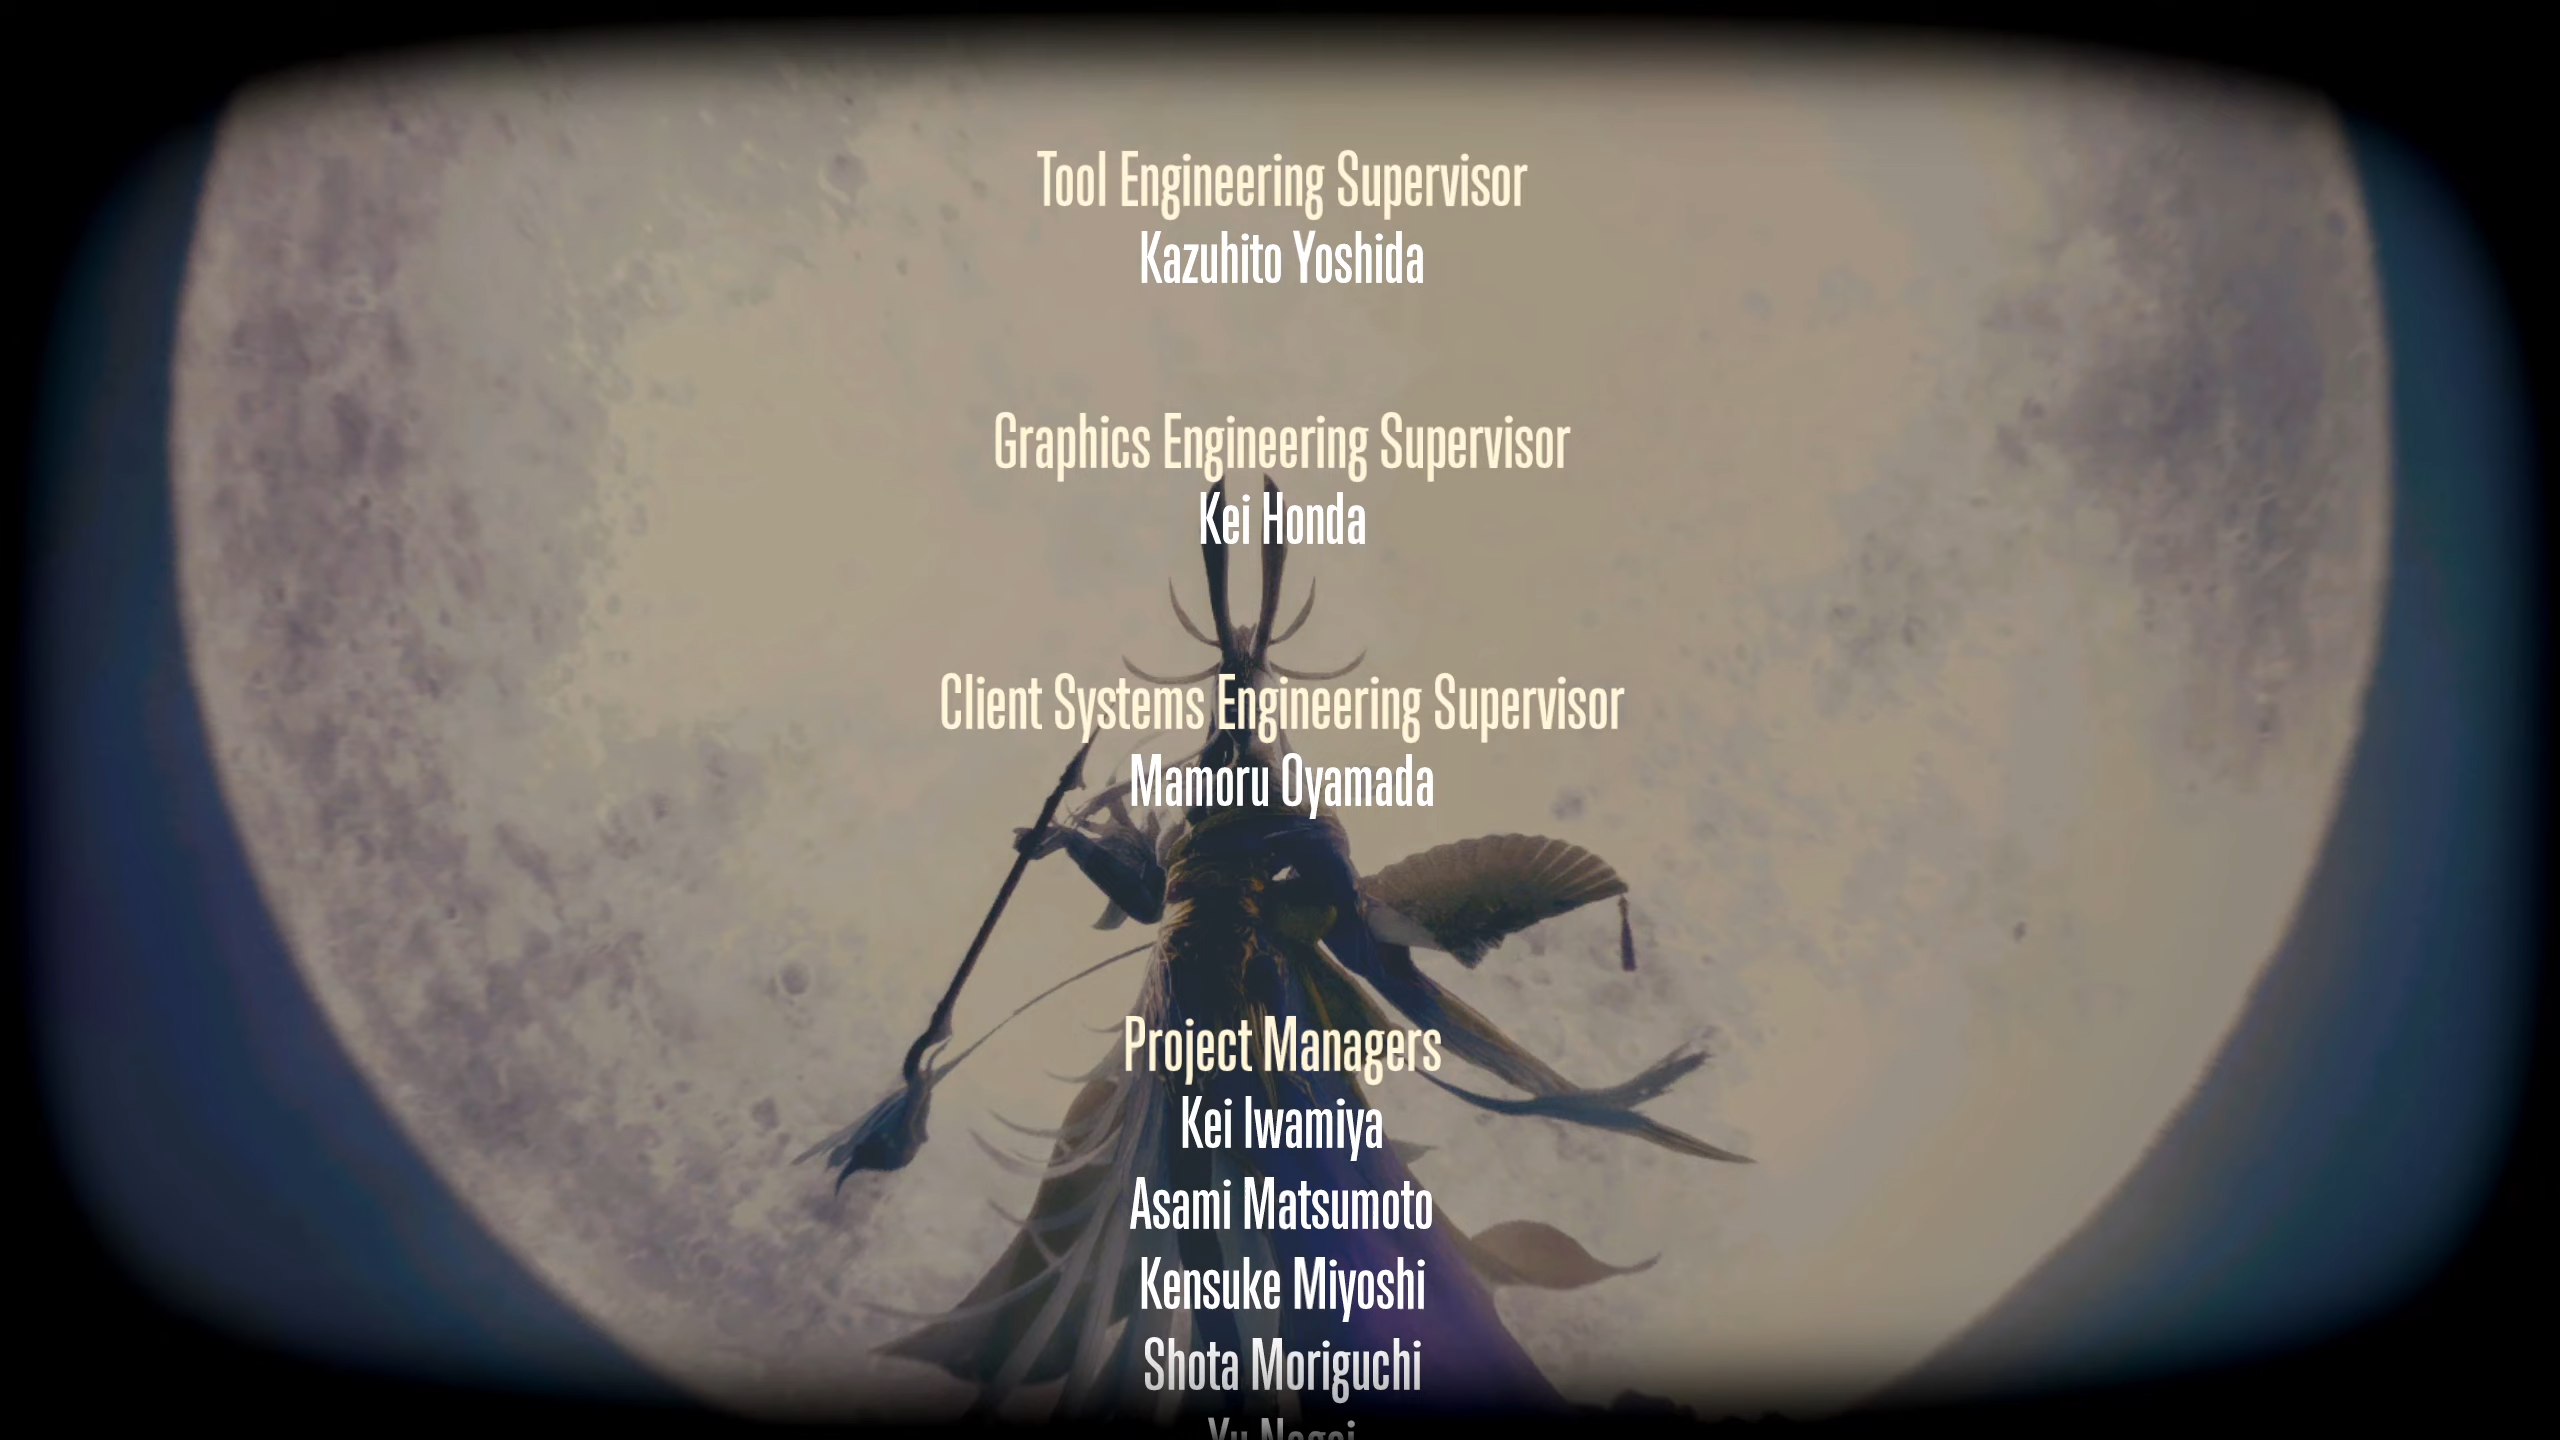 Tool Engineering Supervisor
Kazuhito Yoshida
Graphics Engineering Supervisor
Kei Honda
Client Systems Engineering Supervisor
Mamoru Oyamada
Project Managers
Kei Iwamiya
Asami Matsumoto
Kensuke Miyoshi
Shota Moriguchi